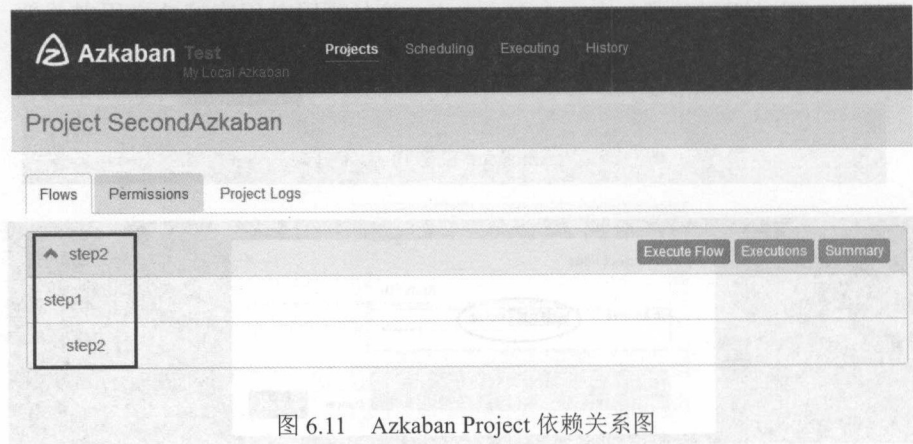 Azkaban Test Projects Scheduling Executing History
My Local Azkaban
Project SecondAzkaban
Flows Permissions Project Logs
step2 Execute Flow Executions Summary
step1
step2
图 6.11 Azkaban Project 依赖关系图